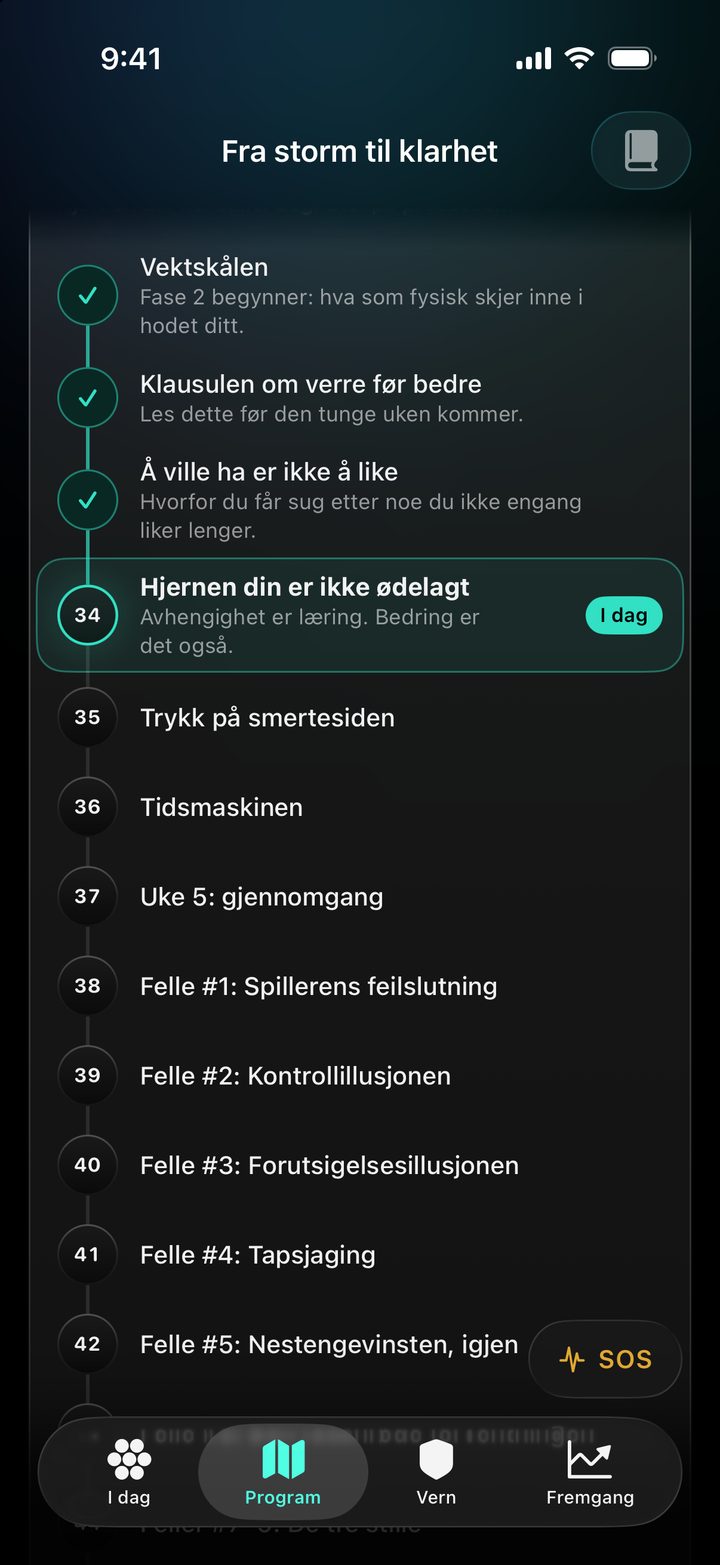 9:41
Fra storm til klarhet
Vektskålen
Fase 2 begynner: hva som fysisk skjer inne i
hodet ditt.
Klausulen om verre før bedre
Les dette før den tunge uken kommer.
Å ville ha er ikke å like
Hvorfor du får sug etter noe du ikke engang
liker lenger.
34
Hjernen din er ikke ødelagt
Avhengighet er læring. Bedring er
det også.
I dag
35
Trykk på smertesiden
36
Tidsmaskinen
37
Uke 5: gjennomgang
38
Felle #1: Spillerens feilslutning
39
Felle #2: Kontrollillusjonen
40
Felle #3: Forutsigelsesillusjonen
41
Felle #4: Tapsjaging
42
Felle #5: Nestengevinsten, igjen
SOS
I dag
Program
Vern
Fremgang